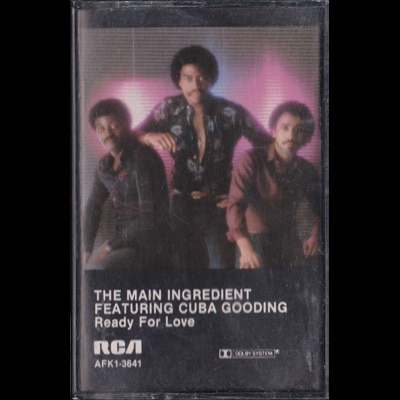 THE MAIN INGREDIENT
FEATURING CUBA GOODING
Ready For Love
RCA
DOLBY SYSTEM
AFK1-3641